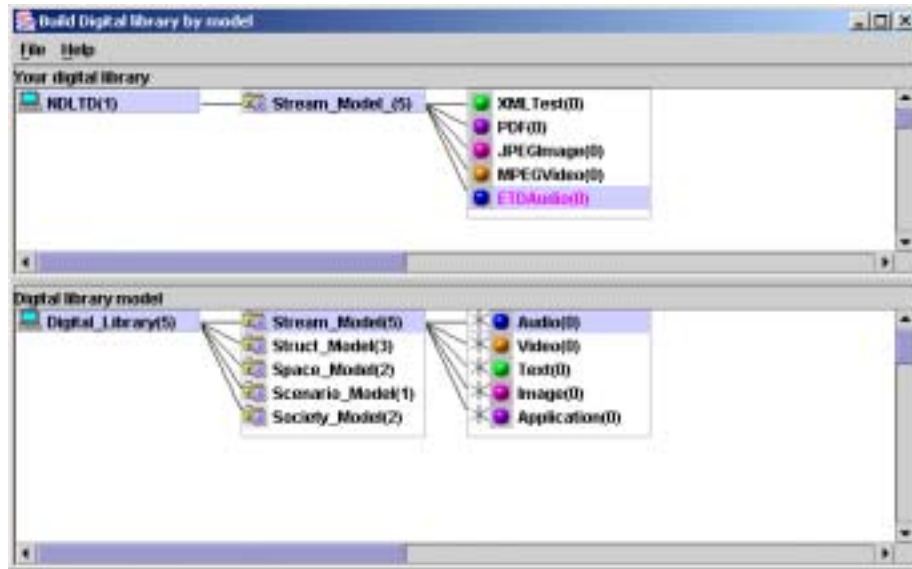 Build Digital library by model
File Help
Your digital library
NDLTD(1) Stream_Model_(5) XMLTest(0)
PDF(0)
JPEGImage(0)
MPEGVideo(0)
ETDAudio(0)
Digital library model
Digital_Library(5) Stream_Model(5) Audio(0)
Struct_Model(3) Video(0)
Space_Model(2) Text(0)
Scenario_Model(1) Image(0)
Society_Model(2) Application(0)